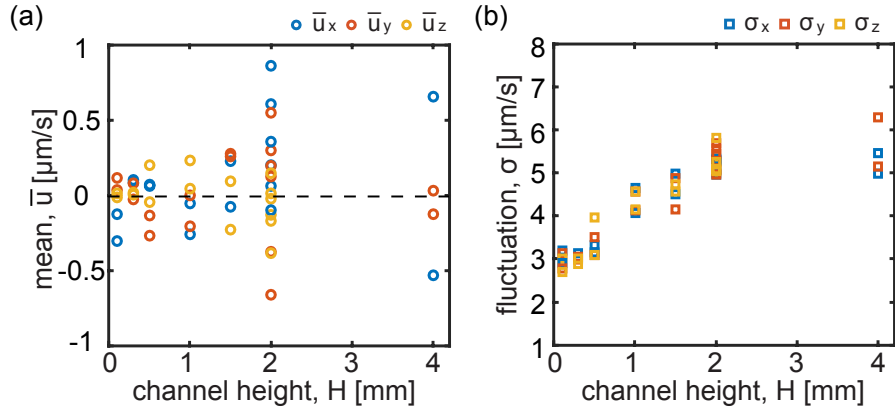 (a)
u̅x u̅y u̅z
mean, u̅ [μm/s]
1
0.5
0
-0.5
-1
0 1 2 3 4
channel height, H [mm]
(b)
σx σy σz
fluctuation, σ [μm/s]
8
7
6
5
4
3
2
1
0 1 2 3 4
channel height, H [mm]